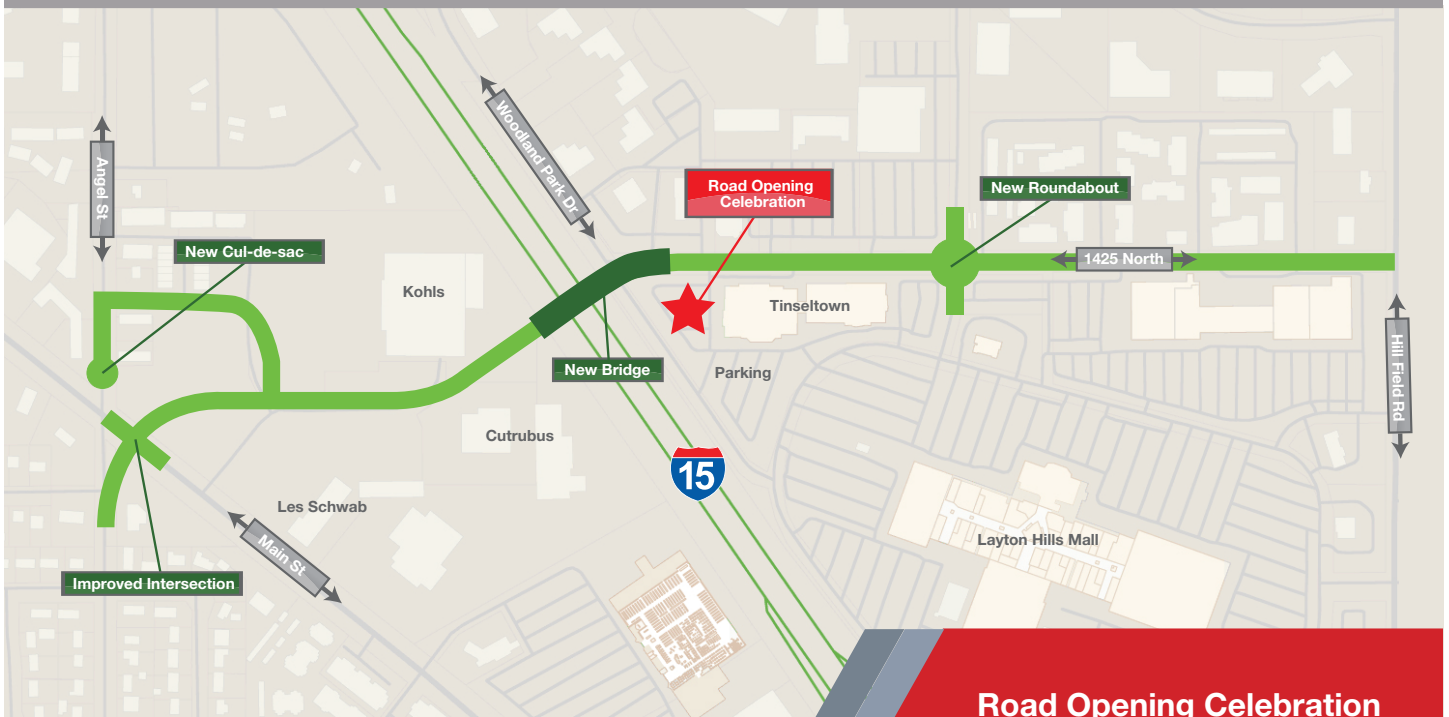 Woodland Park Dr
Angel St
Road Opening
Celebration
New Roundabout
New Cul-de-sac
1425 North
Kohls
Tinseltown
Hill Field Rd
New Bridge
Parking
Cutrubus
15
Les Schwab
Layton Hills Mall
Main St
Improved Intersection
Road Opening Celebration